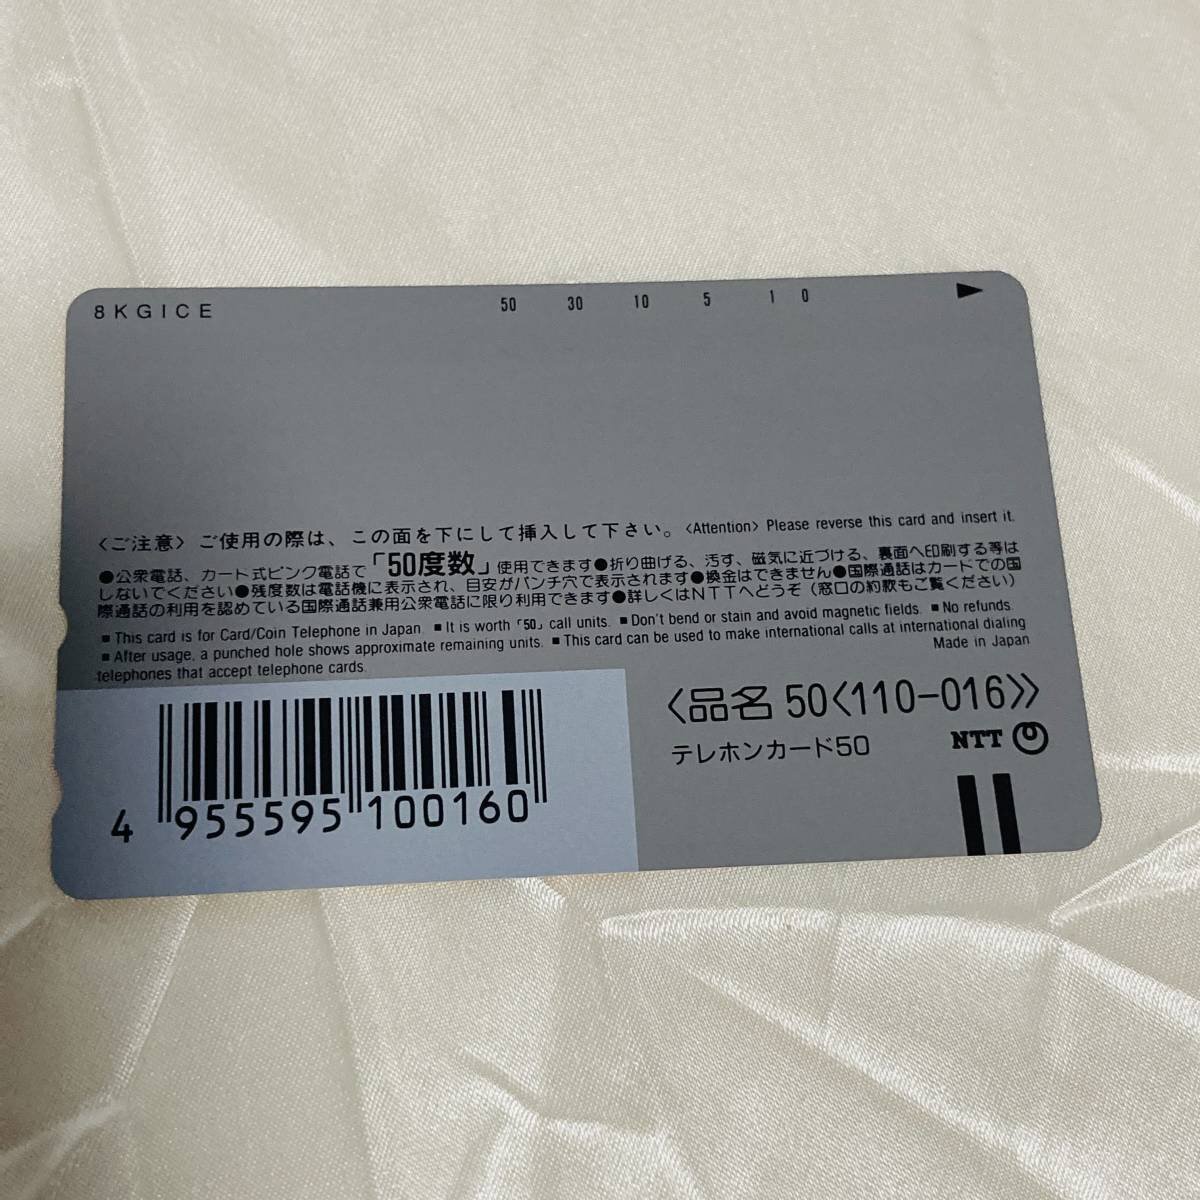 8KGICE
50 30 10 5 1 0
〈ご注意〉ご使用の際は、この面を下にして挿入して下さい。〈Attention〉Please reverse this card and insert it.
●公衆電話、カード式ピンク電話で「50度数」使用できます●折り曲げる、汚す、磁気に近づける、裏面へ印刷する等は
しないでください●残度数は電話機に表示され、目安がパンチ穴で表示されます●換金はできません●国際通話はカードでの国
際通話の利用を認めている国際通話兼用公衆電話に限り利用できます●詳しくはNTTへどうぞ（窓口の約款もご覧ください）
■ This card is for Card/Coin Telephone in Japan. ■ It is worth「50」call units. ■ Don't bend or stain and avoid magnetic fields. ■ No refunds.
■ After usage, a punched hole shows approximate remaining units. ■ This card can be used to make international calls at international dialing
telephones that accept telephone cards.
Made in Japan
〈品名 50〈110-016〉〉
テレホンカード50
NTT
4 955595 100160